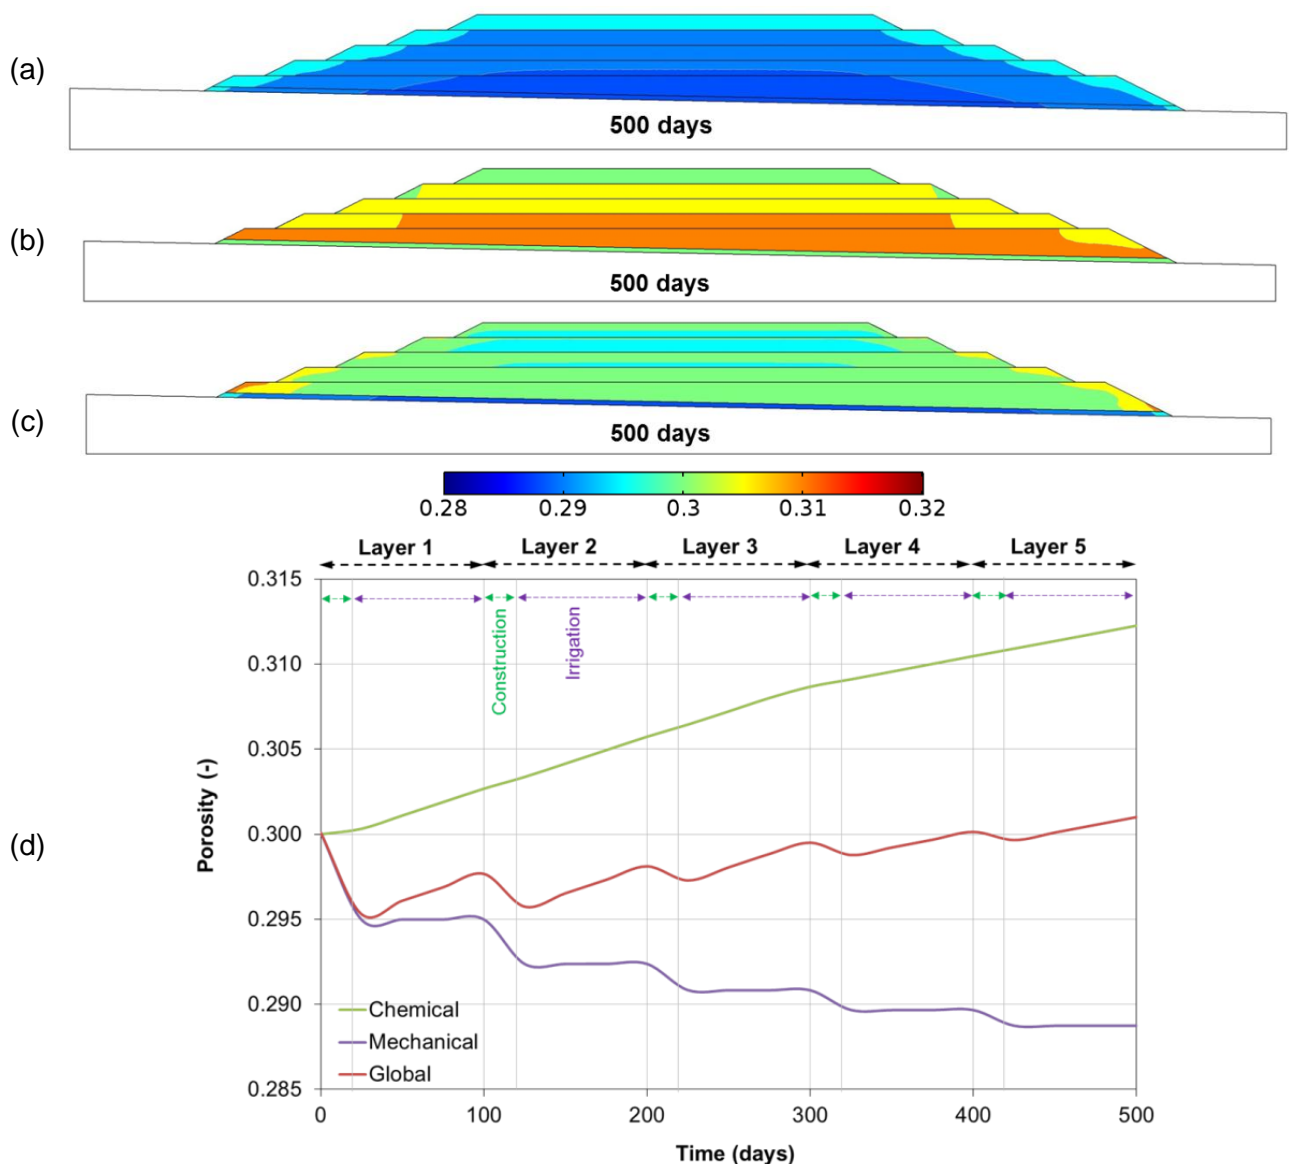 (a)
500 days
(b)
500 days
(c)
500 days
0.28 0.29 0.3 0.31 0.32
Layer 1 Layer 2 Layer 3 Layer 4 Layer 5
0.315
Construction
Irrigation
0.310
0.305
0.300
0.295
0.290
0.285
Porosity (-)
(d)
Chemical
Mechanical
Global
0 100 200 300 400 500
Time (days)